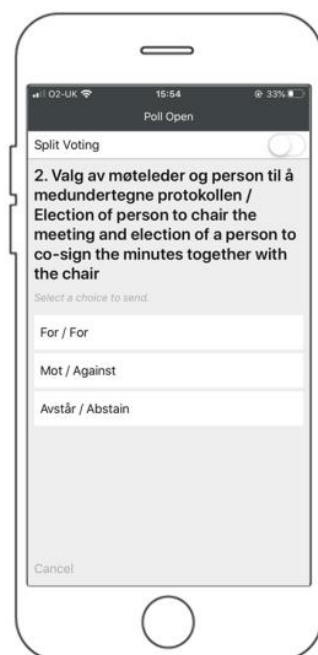 O2-UK 15:54 33%
Poll Open
Split Voting
2. Valg av møteleder og person til å
medundertegne protokollen /
Election of person to chair the
meeting and election of a person to
co-sign the minutes together with
the chair
Select a choice to send.
For / For
Mot / Against
Avstår / Abstain
Cancel